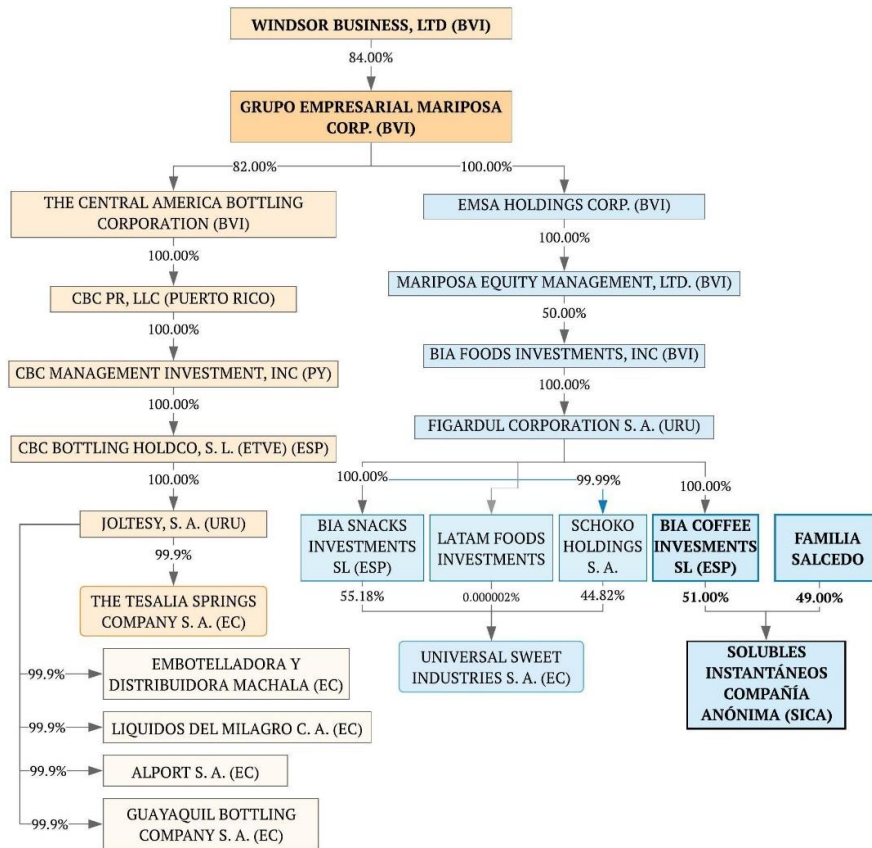 WINDSOR BUSINESS, LTD (BVI)
84.00%
GRUPO EMPRESARIAL MARIPOSA
CORP. (BVI)
82.00%
100.00%
THE CENTRAL AMERICA BOTTLING
CORPORATION (BVI)
EMSA HOLDINGS CORP. (BVI)
100.00%
100.00%
CBC PR, LLC (PUERTO RICO)
MARIPOSA EQUITY MANAGEMENT, LTD. (BVI)
100.00%
50.00%
CBC MANAGEMENT INVESTMENT, INC (PY)
BIA FOODS INVESTMENTS, INC (BVI)
100.00%
100.00%
CBC BOTTLING HOLDCO, S. L. (ETVE) (ESP)
FIGARDUL CORPORATION S. A. (URU)
100.00%
100.00%
99.99%
100.00%
JOLTESY, S. A. (URU)
BIA SNACKS
INVESTMENTS
SL (ESP)
LATAM FOODS
INVESTMENTS
SCHOKO
HOLDINGS
S. A.
BIA COFFEE
INVESMENTS
SL (ESP)
FAMILIA
SALCEDO
99.9%
55.18%
0.000002%
44.82%
51.00%
49.00%
THE TESALIA SPRINGS
COMPANY S. A. (EC)
UNIVERSAL SWEET
INDUSTRIES S. A. (EC)
SOLUBLES
INSTANTÁNEOS
COMPAÑÍA
ANÓNIMA (SICA)
99.9%
EMBOTELLADORA Y
DISTRIBUIDORA MACHALA (EC)
99.9%
LIQUIDOS DEL MILAGRO C. A. (EC)
99.9%
ALPORT S. A. (EC)
99.9%
GUAYAQUIL BOTTLING
COMPANY S. A. (EC)